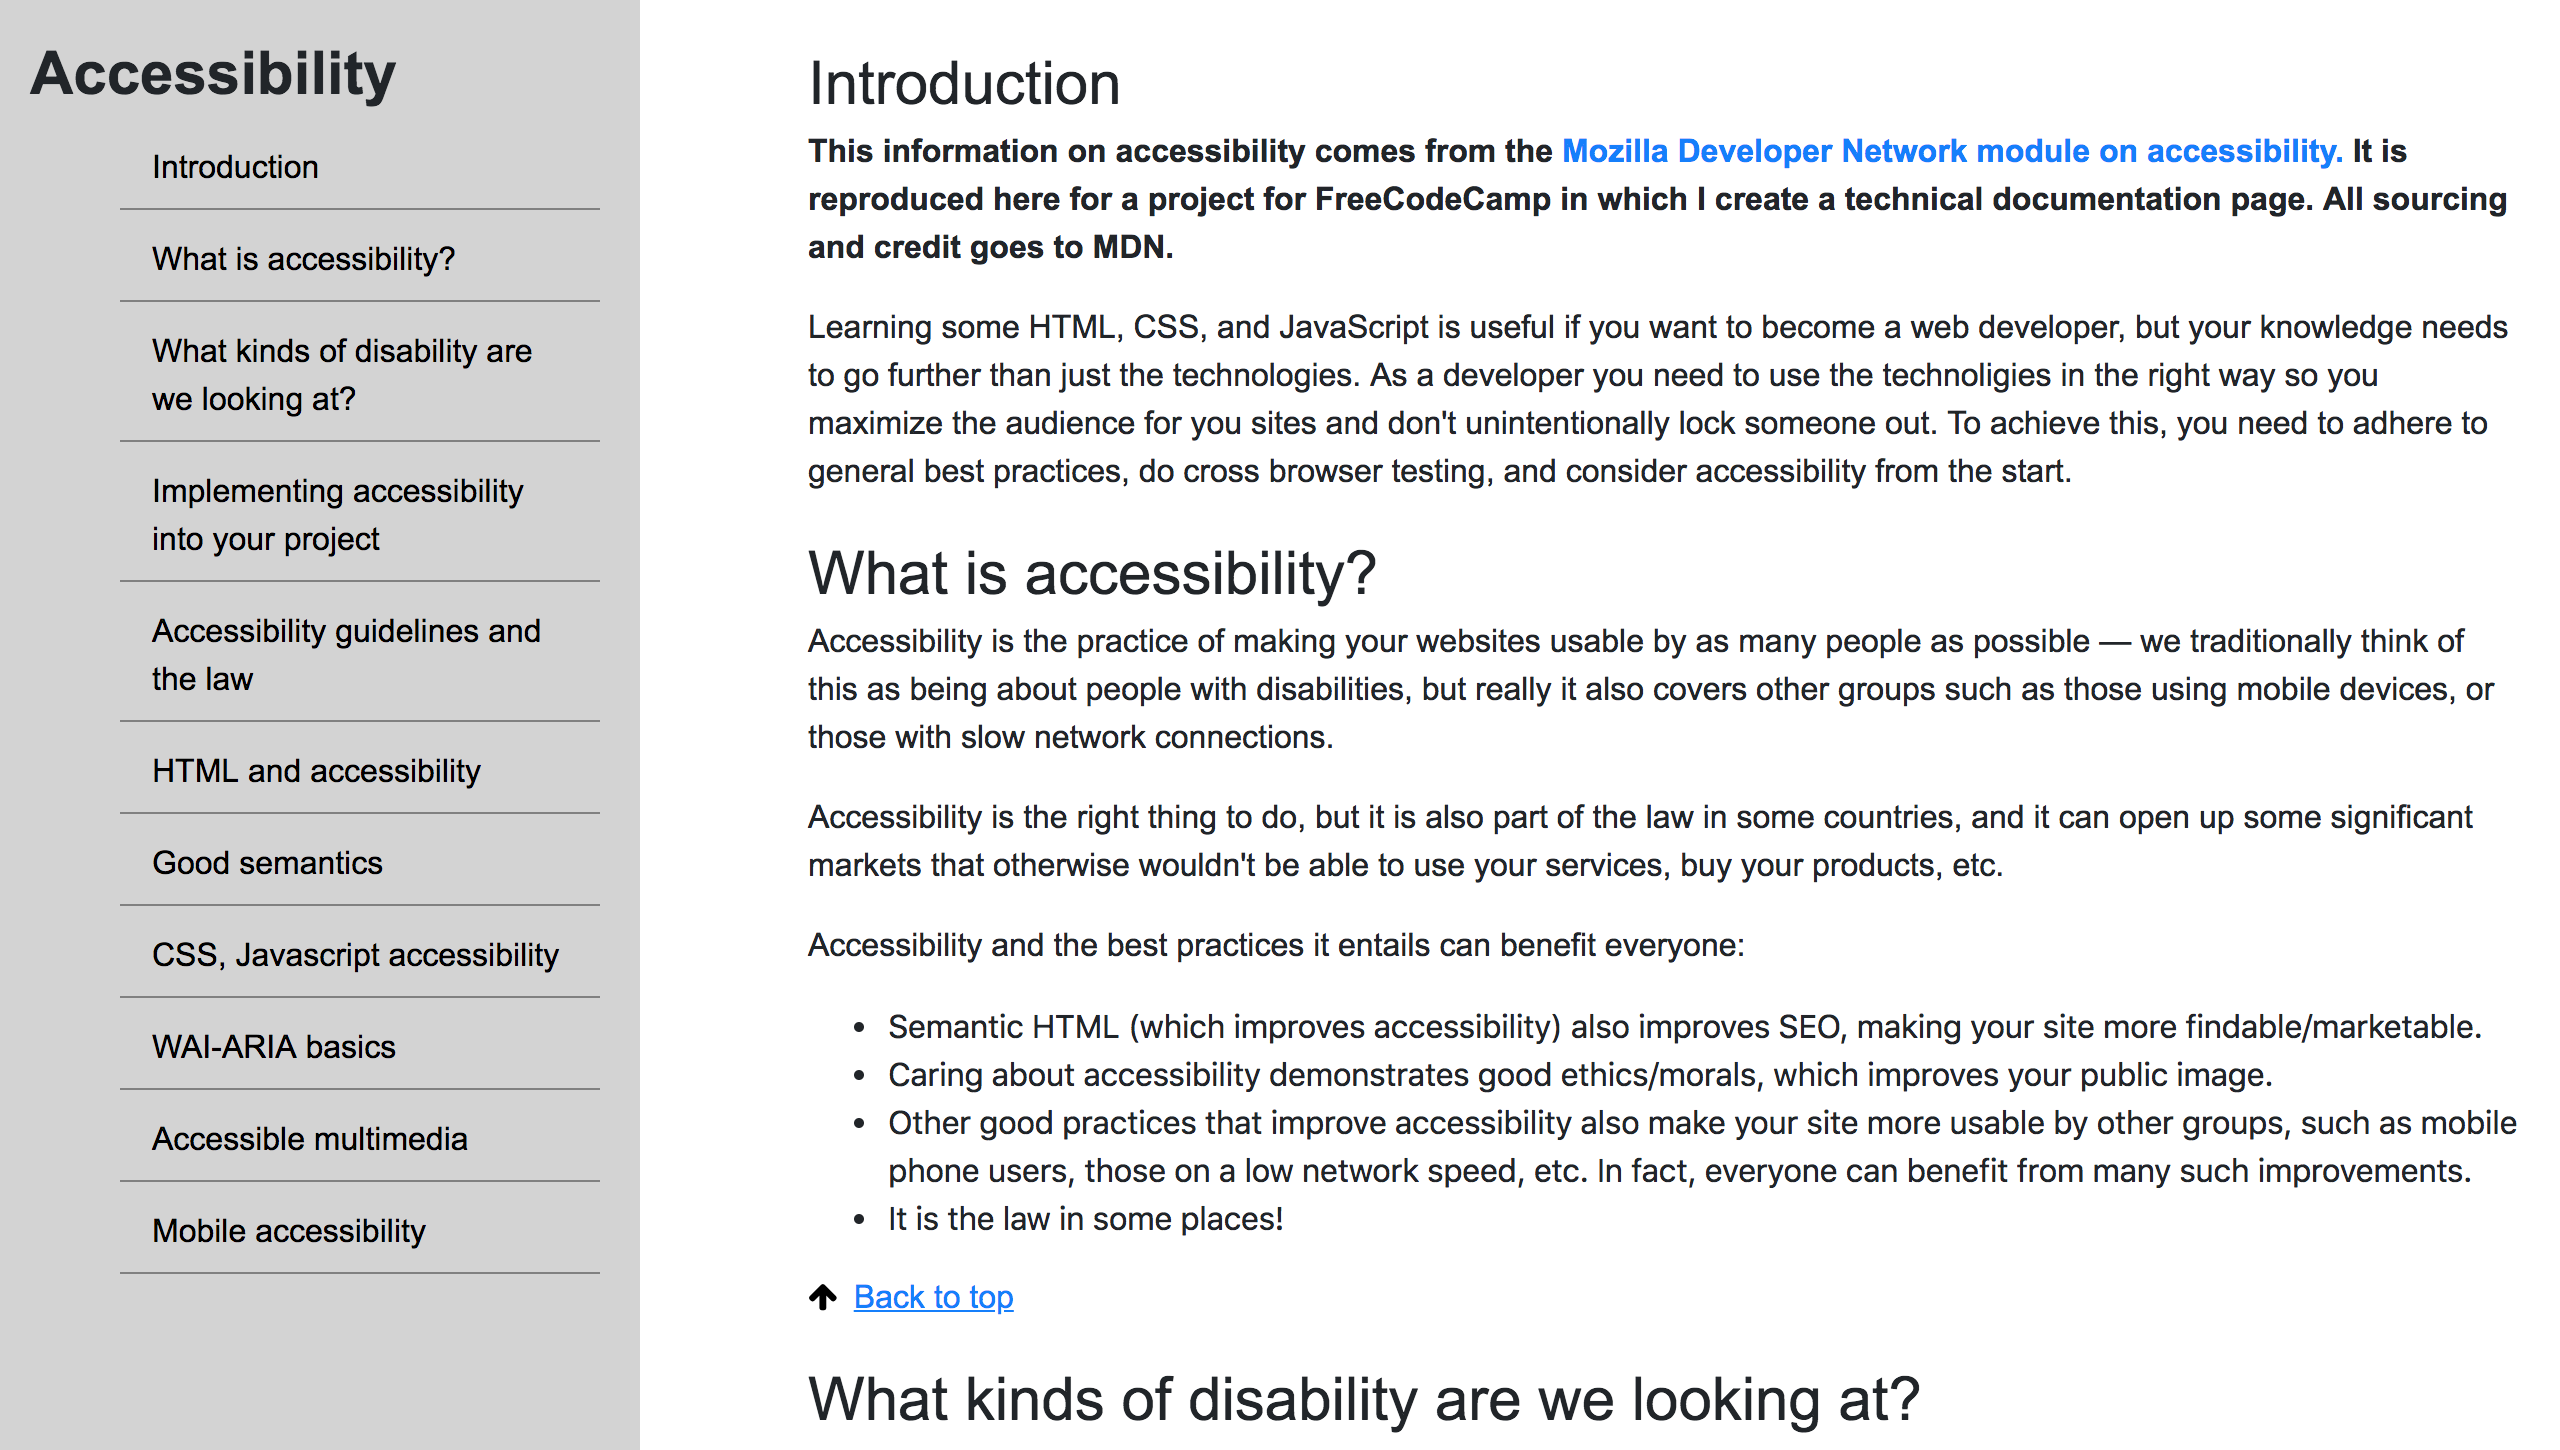 Accessibility
Introduction
What is accessibility?
What kinds of disability are
we looking at?
Implementing accessibility
into your project
Accessibility guidelines and
the law
HTML and accessibility
Good semantics
CSS, Javascript accessibility
WAI-ARIA basics
Accessible multimedia
Mobile accessibility
Introduction
This information on accessibility comes from the Mozilla Developer Network module on accessibility. It is
reproduced here for a project for FreeCodeCamp in which I create a technical documentation page. All sourcing
and credit goes to MDN.
Learning some HTML, CSS, and JavaScript is useful if you want to become a web developer, but your knowledge needs
to go further than just the technologies. As a developer you need to use the technoligies in the right way so you
maximize the audience for you sites and don't unintentionally lock someone out. To achieve this, you need to adhere to
general best practices, do cross browser testing, and consider accessibility from the start.
What is accessibility?
Accessibility is the practice of making your websites usable by as many people as possible — we traditionally think of
this as being about people with disabilities, but really it also covers other groups such as those using mobile devices, or
those with slow network connections.
Accessibility is the right thing to do, but it is also part of the law in some countries, and it can open up some significant
markets that otherwise wouldn't be able to use your services, buy your products, etc.
Accessibility and the best practices it entails can benefit everyone:
• Semantic HTML (which improves accessibility) also improves SEO, making your site more findable/marketable.
• Caring about accessibility demonstrates good ethics/morals, which improves your public image.
• Other good practices that improve accessibility also make your site more usable by other groups, such as mobile
phone users, those on a low network speed, etc. In fact, everyone can benefit from many such improvements.
• It is the law in some places!
Back to top
What kinds of disability are we looking at?